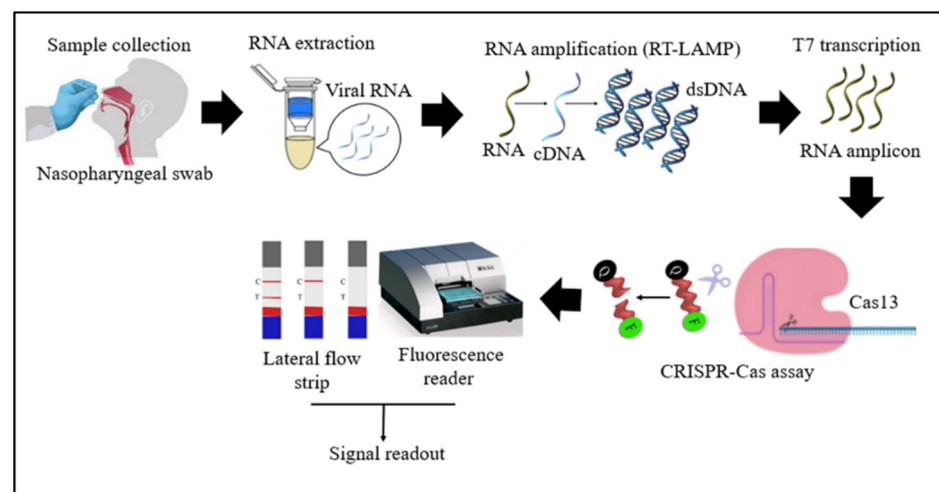 Sample collection
Nasopharyngeal swab
RNA extraction
Viral RNA
RNA amplification (RT-LAMP)
dsDNA
RNA
cDNA
T7 transcription
RNA amplicon
Cas13
CRISPR-Cas assay
Q
Q
F
F
Fluorescence
reader
C
T
Lateral flow
strip
Signal readout